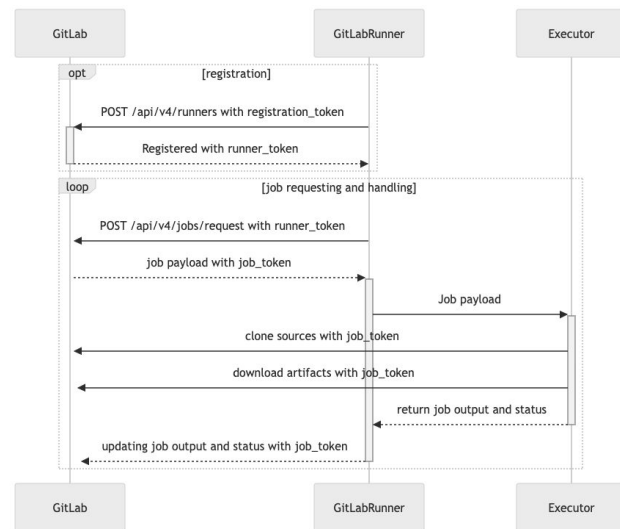 GitLab
GitLabRunner
Executor
opt
[registration]
POST /api/v4/runners with registration_token
Registered with runner_token
loop
[job requesting and handling]
POST /api/v4/jobs/request with runner_token
job payload with job_token
Job payload
clone sources with job_token
download artifacts with job_token
return job output and status
updating job output and status with job_token
GitLab
GitLabRunner
Executor